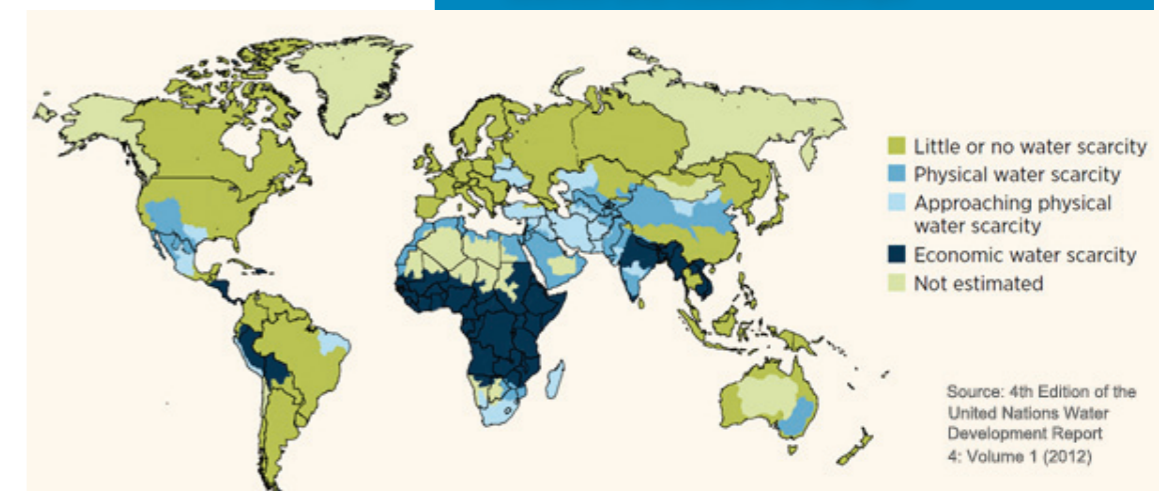 Little or no water scarcity
Physical water scarcity
Approaching physical
water scarcity
Economic water scarcity
Not estimated
Source: 4th Edition of the
United Nations Water
Development Report
4: Volume 1 (2012)